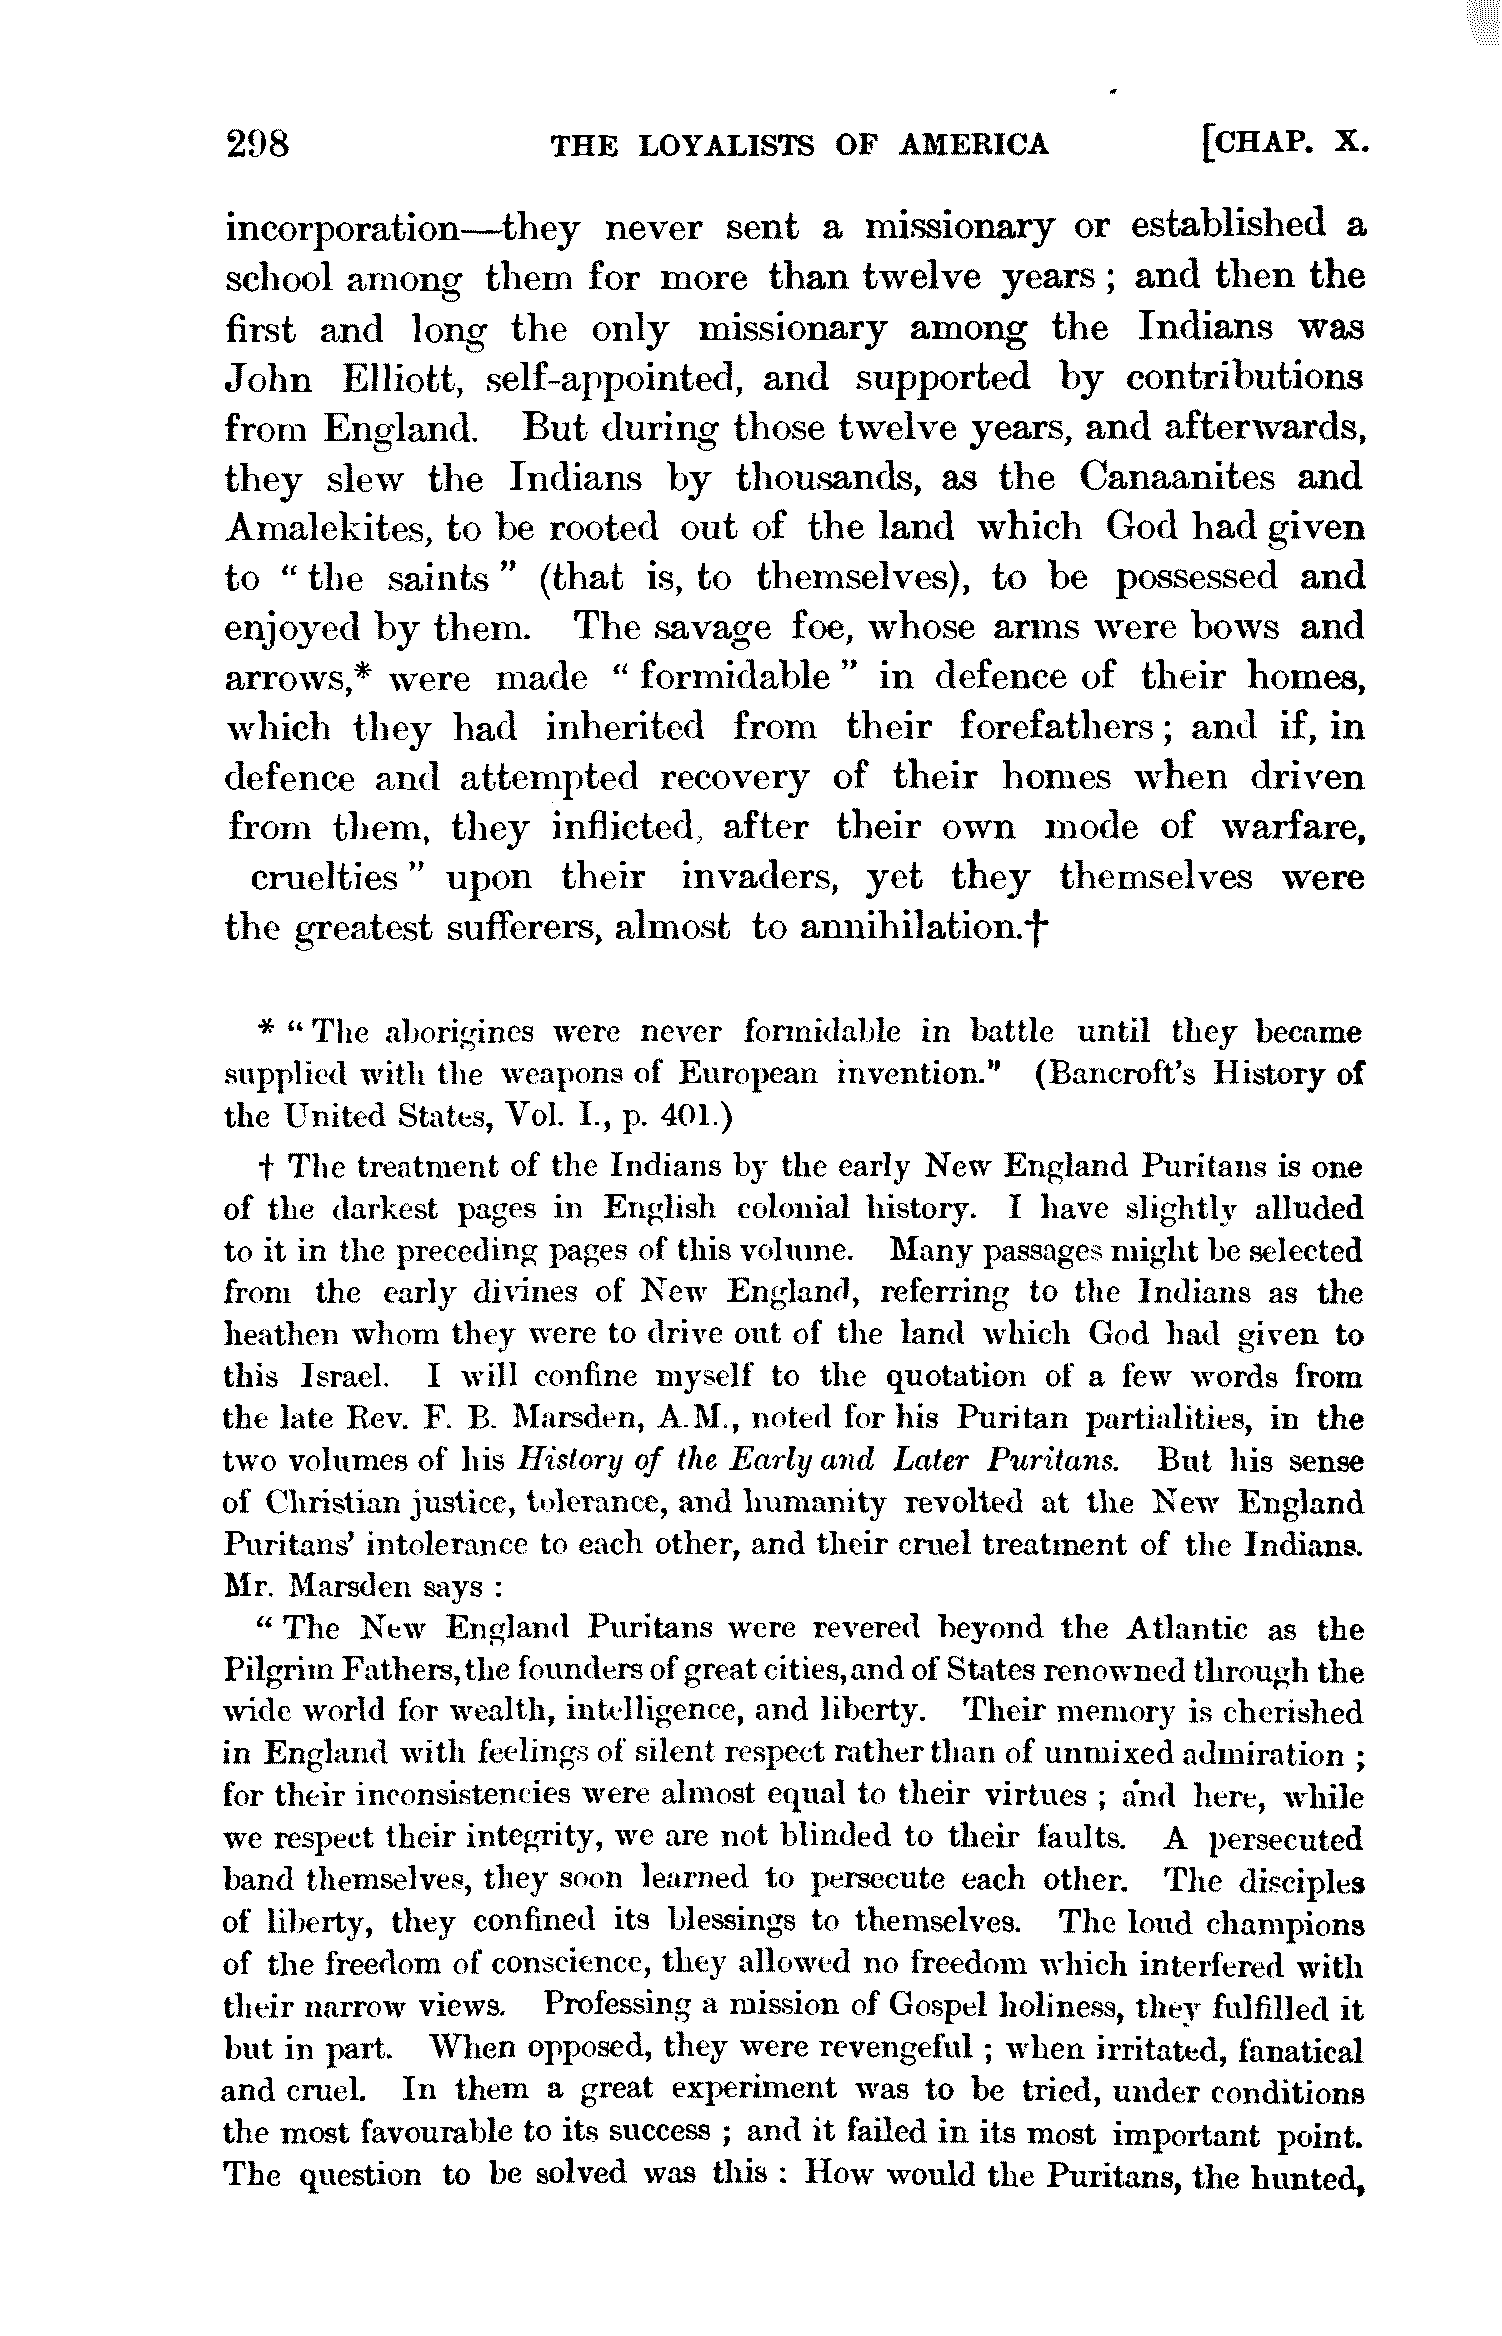 298 THE LOYALISTS OF AMERICA [CHAP. X.
incorporation—they never sent a missionary or established a
school among them for more than twelve years ; and then the
first and long the only missionary among the Indians was
John Elliott, self-appointed, and supported by contributions
from England. But during those twelve years, and afterwards,
they slew the Indians by thousands, as the Canaanites and
Amalekites, to be rooted out of the land which God had given
to “ the saints ” (that is, to themselves), to be possessed and
enjoyed by them. The savage foe, whose arms were bows and
arrows,* were made “ formidable ” in defence of their homes,
which they had inherited from their forefathers ; and if, in
defence and attempted recovery of their homes when driven
from them, they inflicted, after their own mode of warfare,
cruelties ” upon their invaders, yet they themselves were
the greatest sufferers, almost to annihilation.†
* “ The aborigines were never formidable in battle until they became
supplied with the weapons of European invention.” (Bancroft's History of
the United States, Vol. I., p. 401.)
† The treatment of the Indians by the early New England Puritans is one
of the darkest pages in English colonial history. I have slightly alluded
to it in the preceding pages of this volume. Many passages might be selected
from the early divines of New England, referring to the Indians as the
heathen whom they were to drive out of the land which God had given to
this Israel. I will confine myself to the quotation of a few words from
the late Rev. F. B. Marsden, A.M., noted for his Puritan partialities, in the
two volumes of his History of the Early and Later Puritans. But his sense
of Christian justice, tolerance, and humanity revolted at the New England
Puritans' intolerance to each other, and their cruel treatment of the Indians.
Mr. Marsden says :
“ The New England Puritans were revered beyond the Atlantic as the
Pilgrim Fathers, the founders of great cities, and of States renowned through the
wide world for wealth, intelligence, and liberty. Their memory is cherished
in England with feelings of silent respect rather than of unmixed admiration ;
for their inconsistencies were almost equal to their virtues ; and here, while
we respect their integrity, we are not blinded to their faults. A persecuted
band themselves, they soon learned to persecute each other. The disciples
of liberty, they confined its blessings to themselves. The loud champions
of the freedom of conscience, they allowed no freedom which interfered with
their narrow views. Professing a mission of Gospel holiness, they fulfilled it
but in part. When opposed, they were revengeful ; when irritated, fanatical
and cruel. In them a great experiment was to be tried, under conditions
the most favourable to its success ; and it failed in its most important point.
The question to be solved was this : How would the Puritans, the hunted,